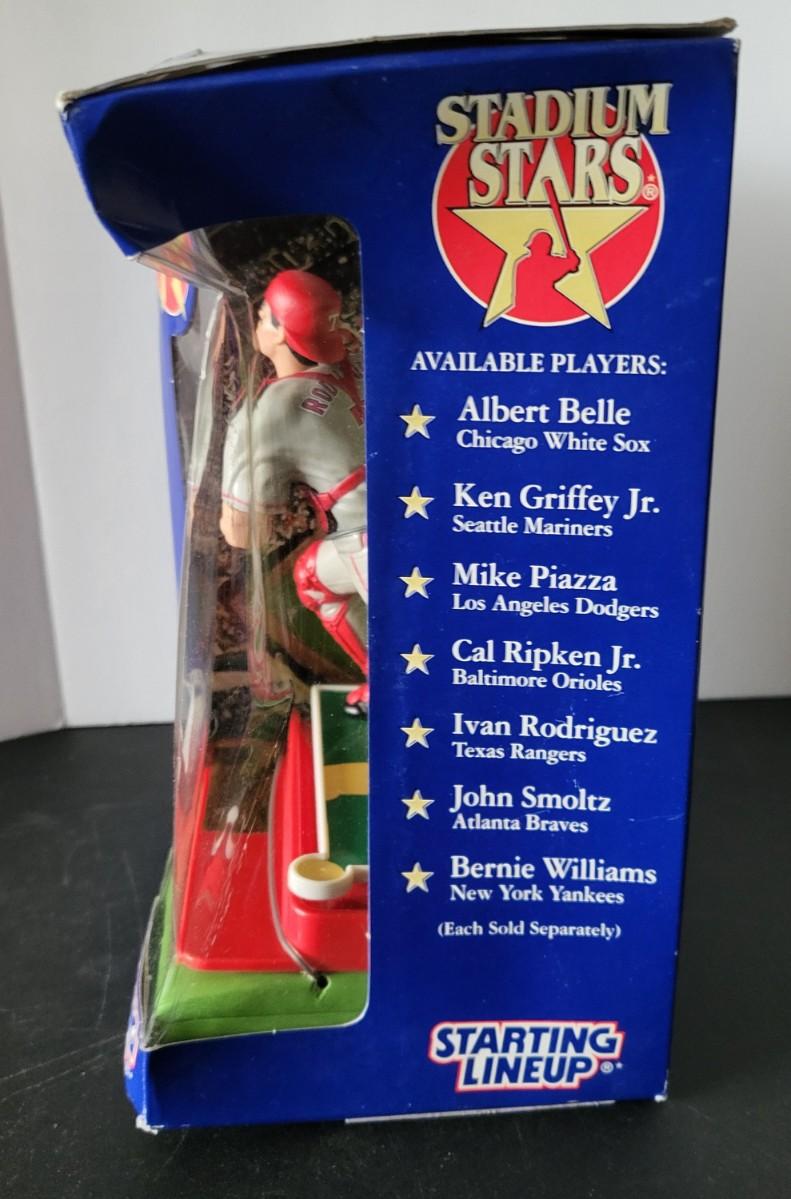 STADIUM
STARS®
AVAILABLE PLAYERS:
Albert Belle
Chicago White Sox
Ken Griffey Jr.
Seattle Mariners
Mike Piazza
Los Angeles Dodgers
Cal Ripken Jr.
Baltimore Orioles
Ivan Rodriguez
Texas Rangers
John Smoltz
Atlanta Braves
Bernie Williams
New York Yankees
(Each Sold Separately)
STARTING
LINEUP®